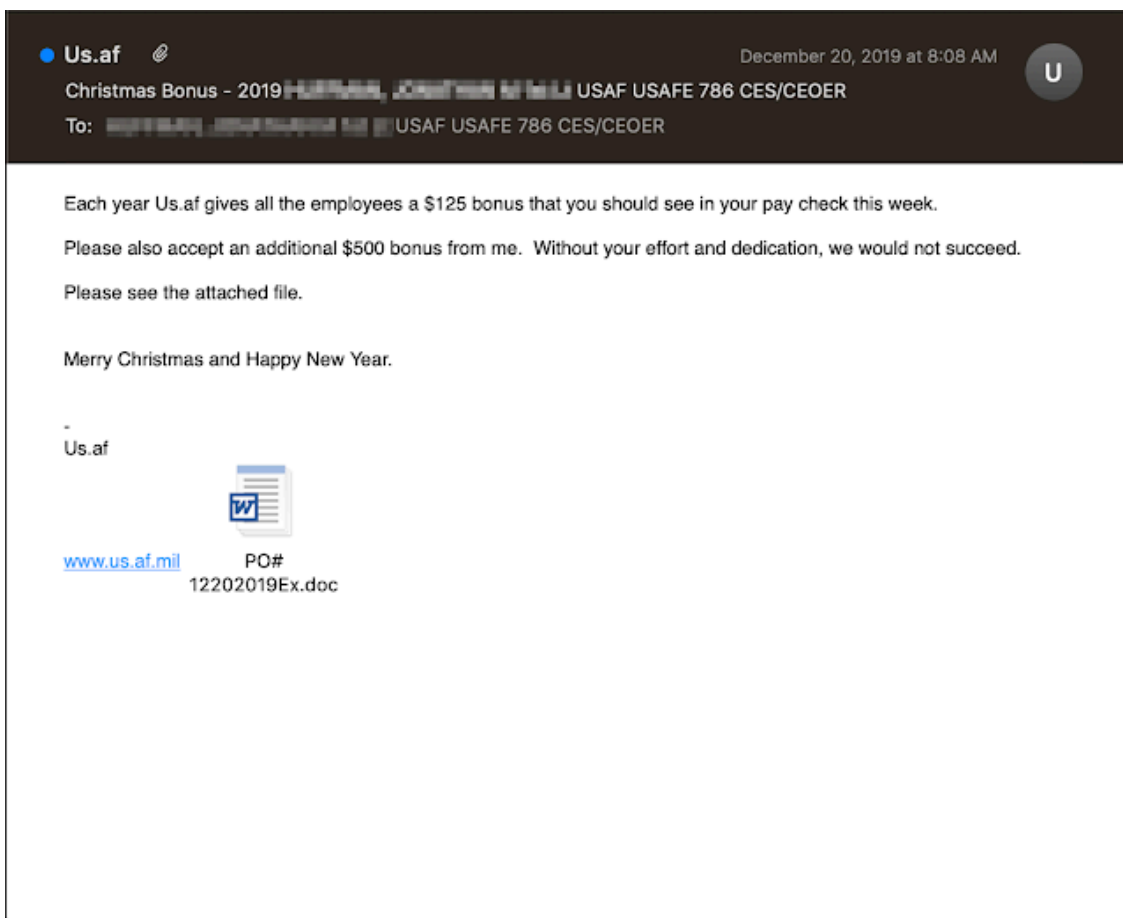 Us.af
December 20, 2019 at 8:08 AM
U
Christmas Bonus - 2019 USAF USAFE 786 CES/CEOER
To: USAF USAFE 786 CES/CEOER
Each year Us.af gives all the employees a $125 bonus that you should see in your pay check this week.
Please also accept an additional $500 bonus from me.  Without your effort and dedication, we would not succeed.
Please see the attached file.
Merry Christmas and Happy New Year.
-
Us.af
W
www.us.af.mil
PO#
12202019Ex.doc